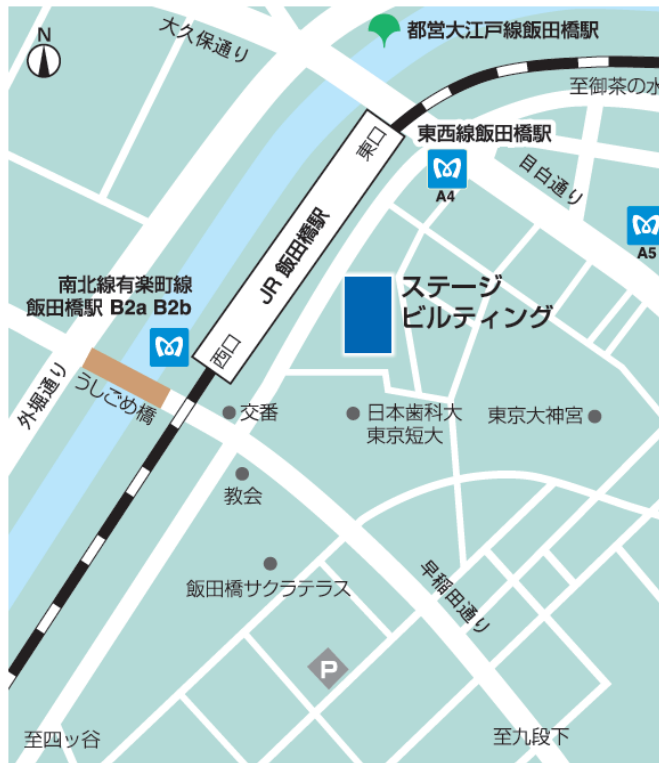 N
大久保通り
都営大江戸線飯田橋駅
至御茶の水
東口
東西線飯田橋駅
A4
目白通り
A5
JR 飯田橋駅
南北線有楽町線
飯田橋駅 B2a B2b
ステージ
ビルティング
西口
外堀通り
うしごめ橋
交番
日本歯科大
東京短大
東京大神宮
教会
飯田橋サクラテラス
早稲田通り
P
至四ッ谷
至九段下